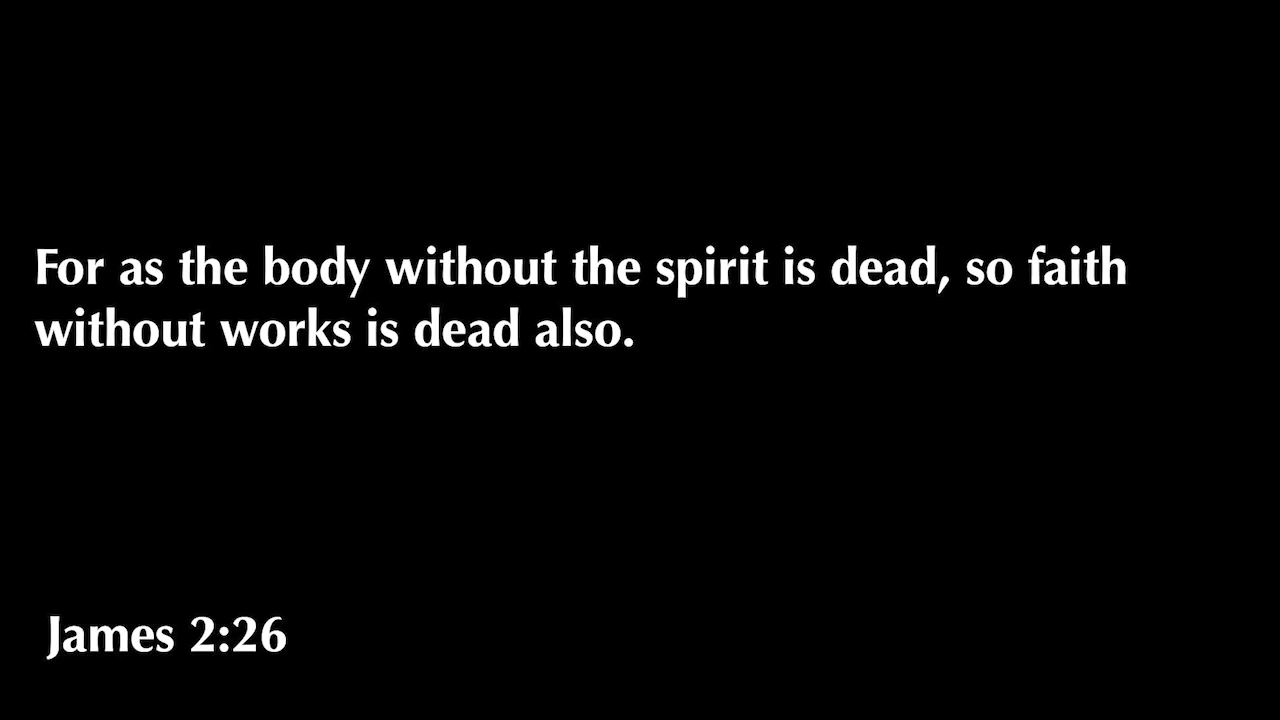 For as the body without the spirit is dead, so faith
without works is dead also.
James 2:26